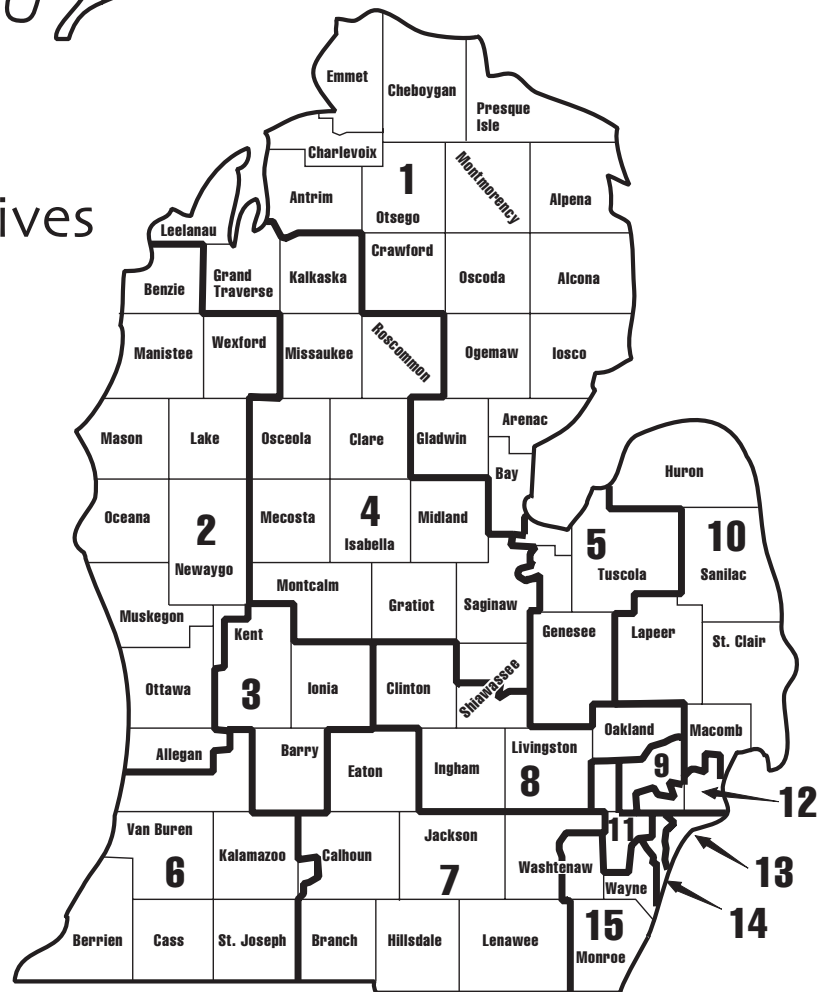 Emmet
Cheboygan
Presque
Isle
Charlevoix
1
Montmorency
Antrim
Alpena
ives
Otsego
Leelanau
Crawford
Grand
Traverse
Kalkaska
Oscoda
Alcona
Benzie
Wexford
Manistee
Missaukee
Roscommon
Ogemaw
Iosco
Arenac
Mason
Lake
Osceola
Clare
Gladwin
Bay
Huron
Oceana
2
Mecosta
4
Midland
5
10
Isabella
Newaygo
Tuscola
Sanilac
Montcalm
Gratiot
Saginaw
Muskegon
Kent
Genesee
Lapeer
St. Clair
Ottawa
3
Ionia
Clinton
Shiawassee
Oakland
Macomb
Allegan
Barry
Livingston
Eaton
Ingham
9
8
12
Van Buren
11
Jackson
Kalamazoo
Calhoun
6
7
Washtenaw
13
Wayne
14
15
Berrien
Cass
St. Joseph
Branch
Hillsdale
Lenawee
Monroe